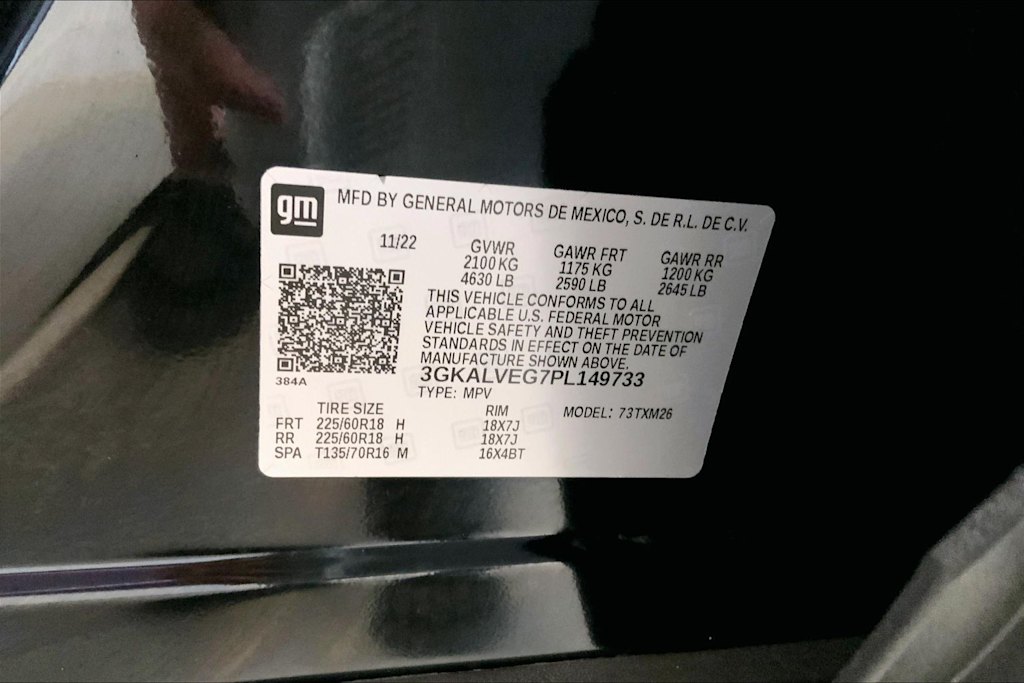 gm
MFD BY GENERAL MOTORS DE MEXICO, S. DE R.L. DE C.V.
11/22
GVWR GAWR FRT GAWR RR
2100 KG 1175 KG 1200 KG
4630 LB 2590 LB 2645 LB
THIS VEHICLE CONFORMS TO ALL
APPLICABLE U.S. FEDERAL MOTOR
VEHICLE SAFETY AND THEFT PREVENTION
STANDARDS IN EFFECT ON THE DATE OF
MANUFACTURE SHOWN ABOVE.
384A
3GKALVEG7PL149733
TYPE: MPV
TIRE SIZE RIM MODEL: 73TXM26
FRT 225/60R18 H 18X7J
RR 225/60R18 H 18X7J
SPA T135/70R16 M 16X4BT